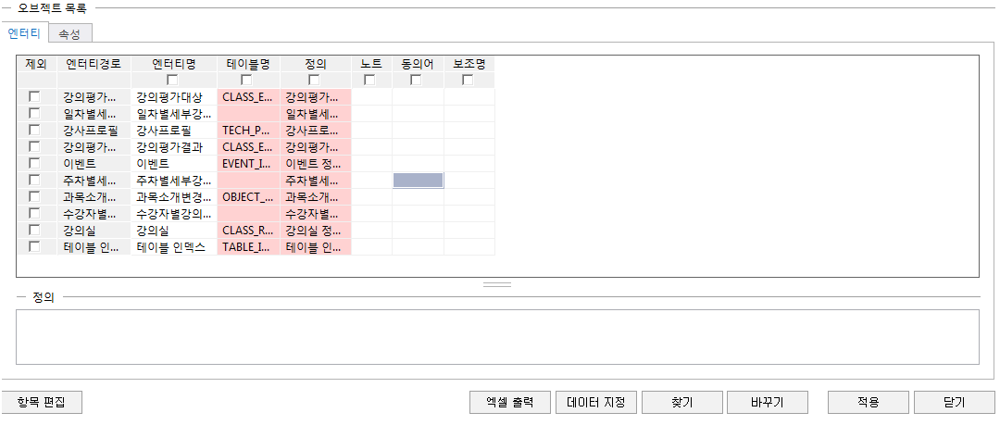 오브젝트 목록
엔터티 속성
제외 엔터티경로 엔터티명 테이블명 정의 노트 동의어 보조명
강의평가... 강의평가대상 CLASS_E... 강의평가...
일차별세... 일차별세부강... 일차별세...
강사프로필 강사프로필 TECH_P... 강사프로...
강의평가... 강의평가결과 CLASS_E... 강의평가...
이벤트 이벤트 EVENT_I... 이벤트 정...
주차별세... 주차별세부강... 주차별세...
과목소개... 과목소개변경... OBJECT_... 과목소개...
수강자별... 수강자별강의... 수강자별...
강의실 강의실 CLASS_R... 강의실 정...
테이블 인... 테이블 인덱스 TABLE_I... 테이블 인...
정의
항목 편집 엑셀 출력 데이터 지정 찾기 바꾸기 적용 닫기